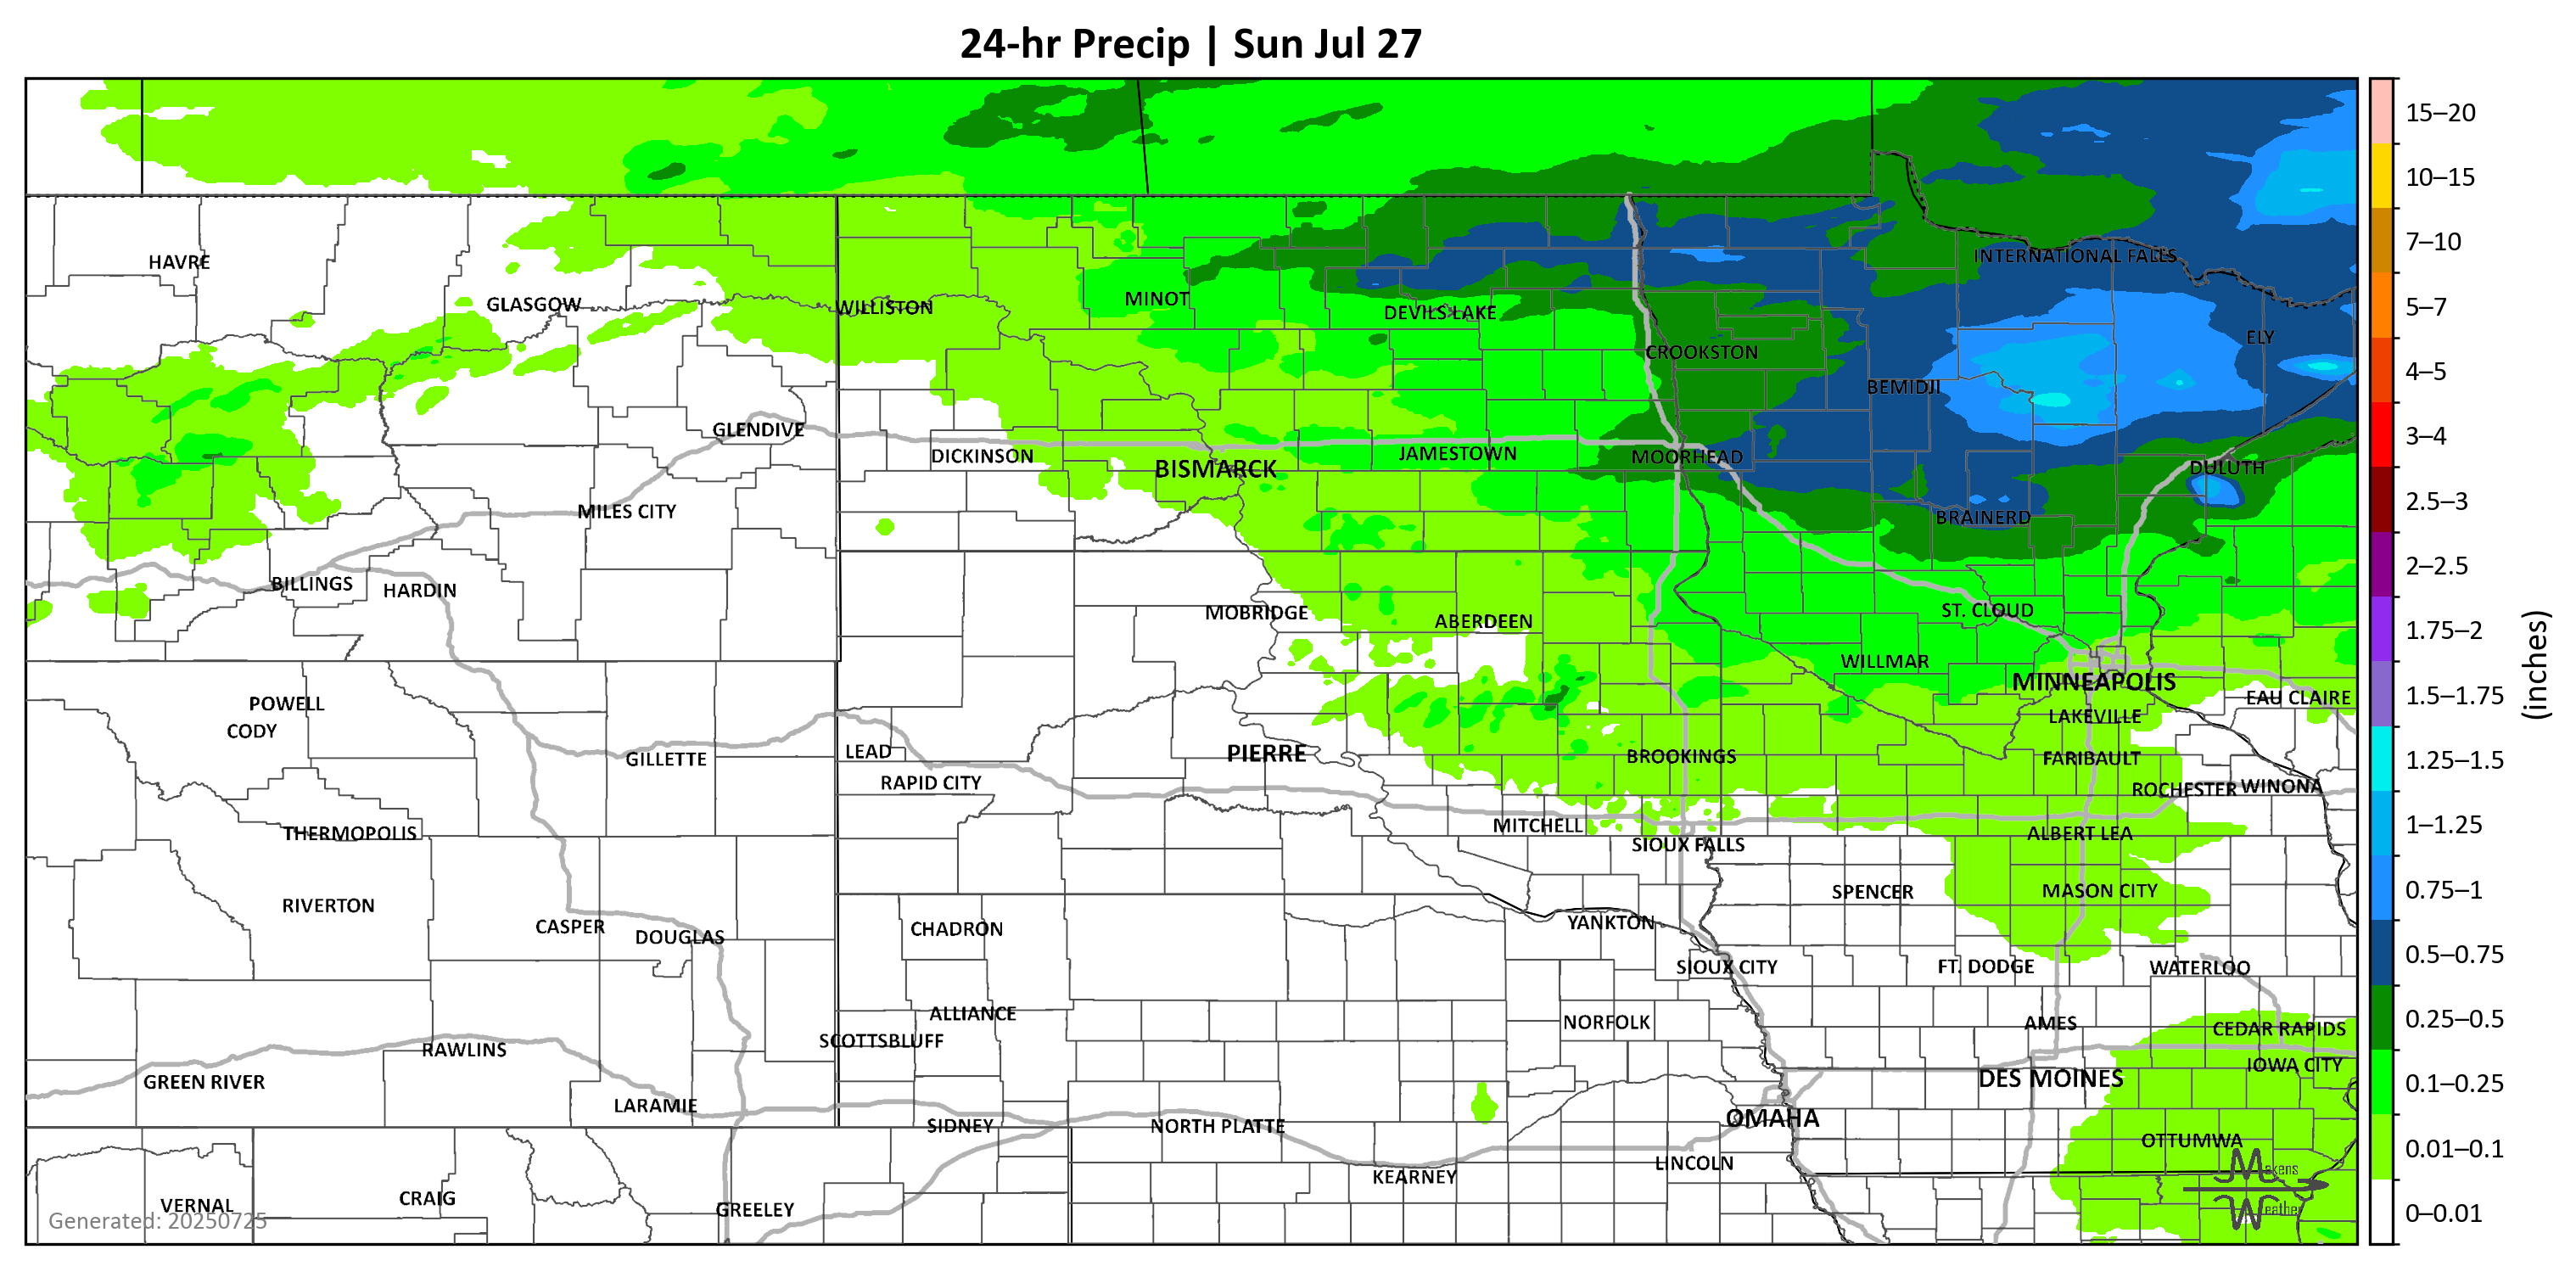 24-hr Precip | Sun Jul 27
15–20
10–15
7–10
5–7
4–5
3–4
2.5–3
2–2.5
1.75–2
1.5–1.75
1.25–1.5
1–1.25
0.75–1
0.5–0.75
0.25–0.5
0.1–0.25
0.01–0.1
0–0.01
(inches)
INTERNATIONAL FALLS
HAVRE
MINOT
GLASGOW
WILLISTON
DEVILS LAKE
ELY
CROOKSTON
BEMIDJI
GLENDIVE
DICKINSON
JAMESTOWN
MOORHEAD
BISMARCK
DULUTH
MILES CITY
BRAINERD
BILLINGS
HARDIN
MOBRIDGE
ST. CLOUD
ABERDEEN
WILLMAR
MINNEAPOLIS
EAU CLAIRE
POWELL
LAKEVILLE
CODY
LEAD
PIERRE
BROOKINGS
GILLETTE
FARIBAULT
RAPID CITY
ROCHESTER
WINONA
MITCHELL
THERMOPOLIS
ALBERT LEA
SIOUX FALLS
SPENCER
MASON CITY
RIVERTON
YANKTON
CASPER
CHADRON
DOUGLAS
SIOUX CITY
FT. DODGE
WATERLOO
ALLIANCE
NORFOLK
AMES
CEDAR RAPIDS
SCOTTSBLUFF
RAWLINS
IOWA CITY
GREEN RIVER
DES MOINES
LARAMIE
OMAHA
SIDNEY
NORTH PLATTE
OTTUMWA
LINCOLN
KEARNEY
Makens
Weather
CRAIG
VERNAL
GREELEY
Generated: 20250725